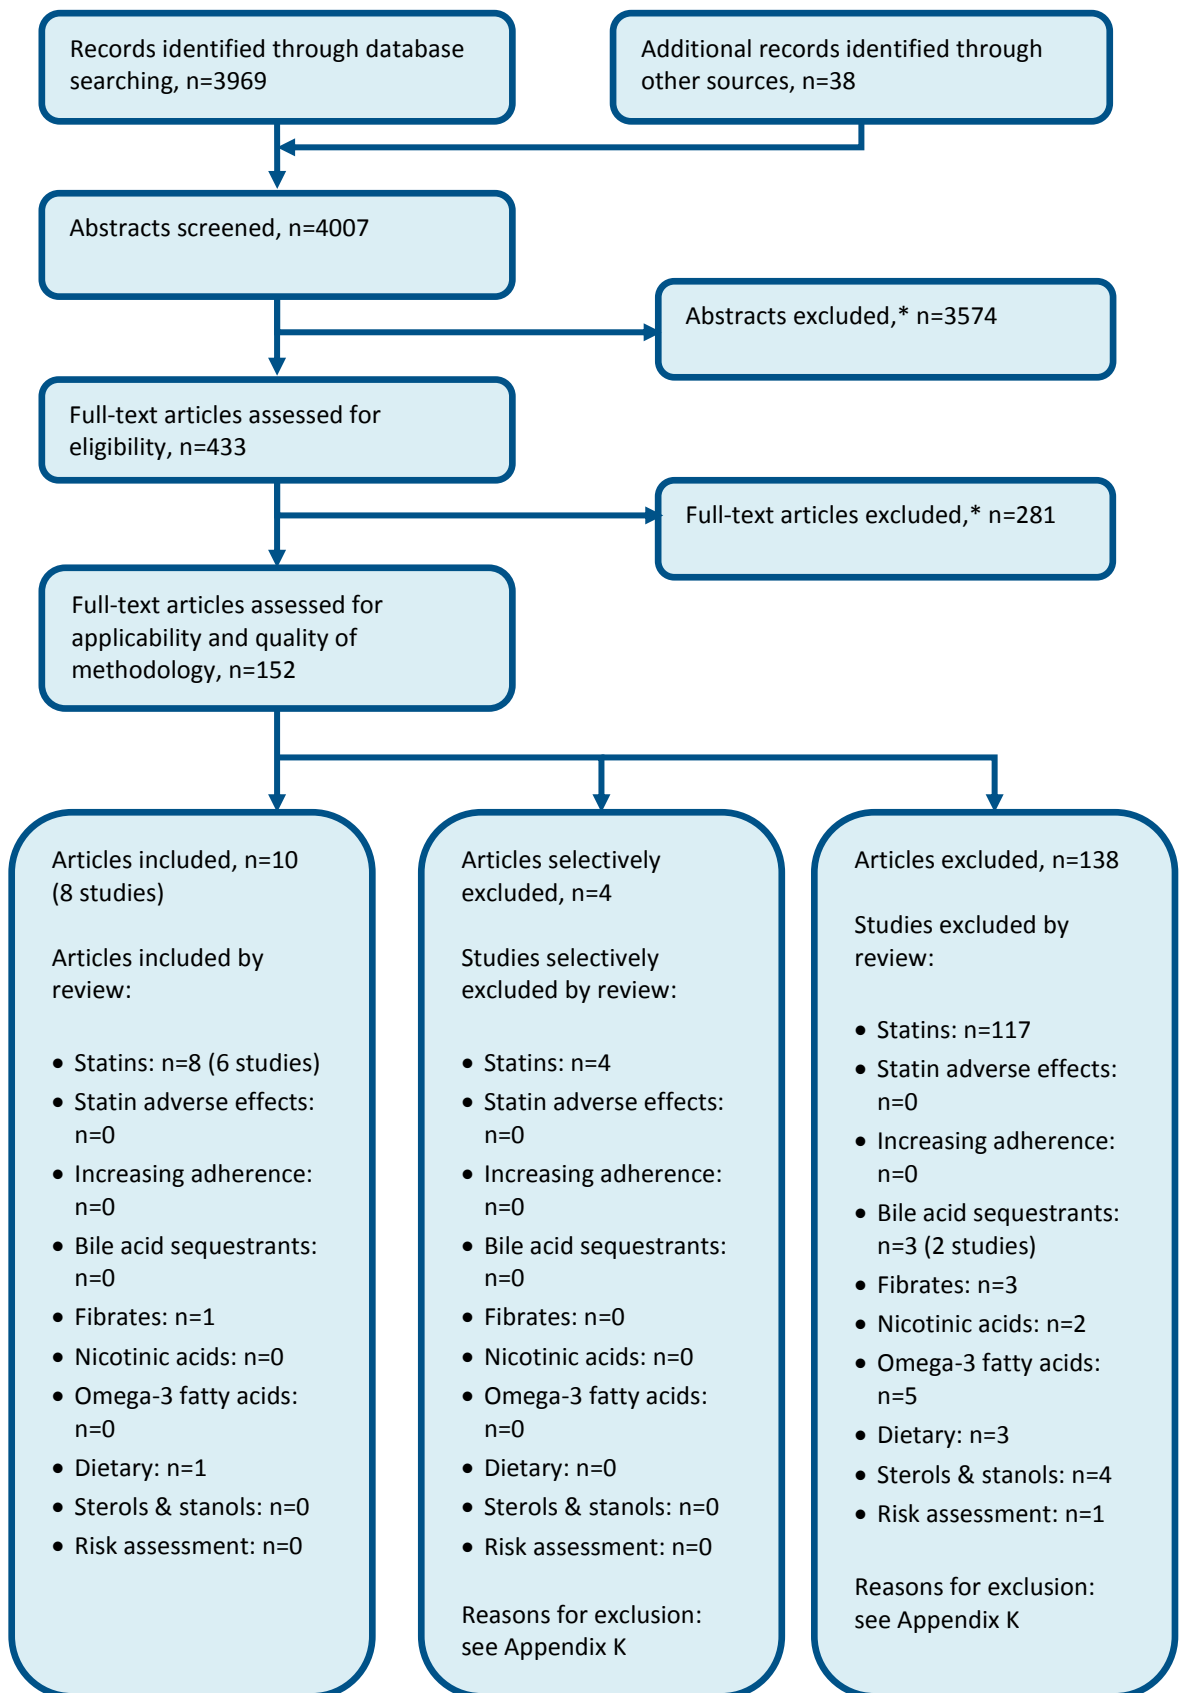 Records identified through database
searching, n=3969
Additional records identified through
other sources, n=38
Abstracts screened, n=4007
Abstracts excluded,* n=3574
Full-text articles assessed for
eligibility, n=433
Full-text articles excluded,* n=281
Full-text articles assessed for
applicability and quality of
methodology, n=152
Articles included, n=10
(8 studies)
Articles included by
review:
• Statins: n=8 (6 studies)
• Statin adverse effects:
n=0
• Increasing adherence:
n=0
• Bile acid sequestrants:
n=0
• Fibrates: n=1
• Nicotinic acids: n=0
• Omega-3 fatty acids:
n=0
• Dietary: n=1
• Sterols & stanols: n=0
• Risk assessment: n=0
Articles selectively
excluded, n=4
Studies selectively
excluded by review:
• Statins: n=4
• Statin adverse effects:
n=0
• Increasing adherence:
n=0
• Bile acid sequestrants:
n=0
• Fibrates: n=0
• Nicotinic acids: n=0
• Omega-3 fatty acids:
n=0
• Dietary: n=0
• Sterols & stanols: n=0
• Risk assessment: n=0
Reasons for exclusion:
see Appendix K
Articles excluded, n=138
Studies excluded by
review:
• Statins: n=117
• Statin adverse effects:
n=0
• Increasing adherence:
n=0
• Bile acid sequestrants:
n=3 (2 studies)
• Fibrates: n=3
• Nicotinic acids: n=2
• Omega-3 fatty acids:
n=5
• Dietary: n=3
• Sterols & stanols: n=4
• Risk assessment: n=1
Reasons for exclusion:
see Appendix K